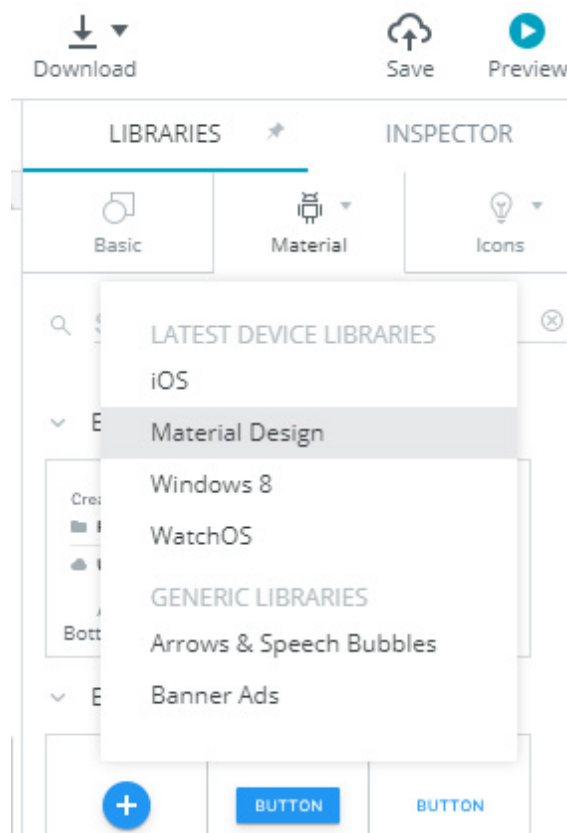 Download Save Preview
LIBRARIES INSPECTOR
Basic Material Icons
LATEST DEVICE LIBRARIES
iOS
Material Design
Windows 8
WatchOS
GENERIC LIBRARIES
Arrows & Speech Bubbles
Banner Ads
BUTTON BUTTON